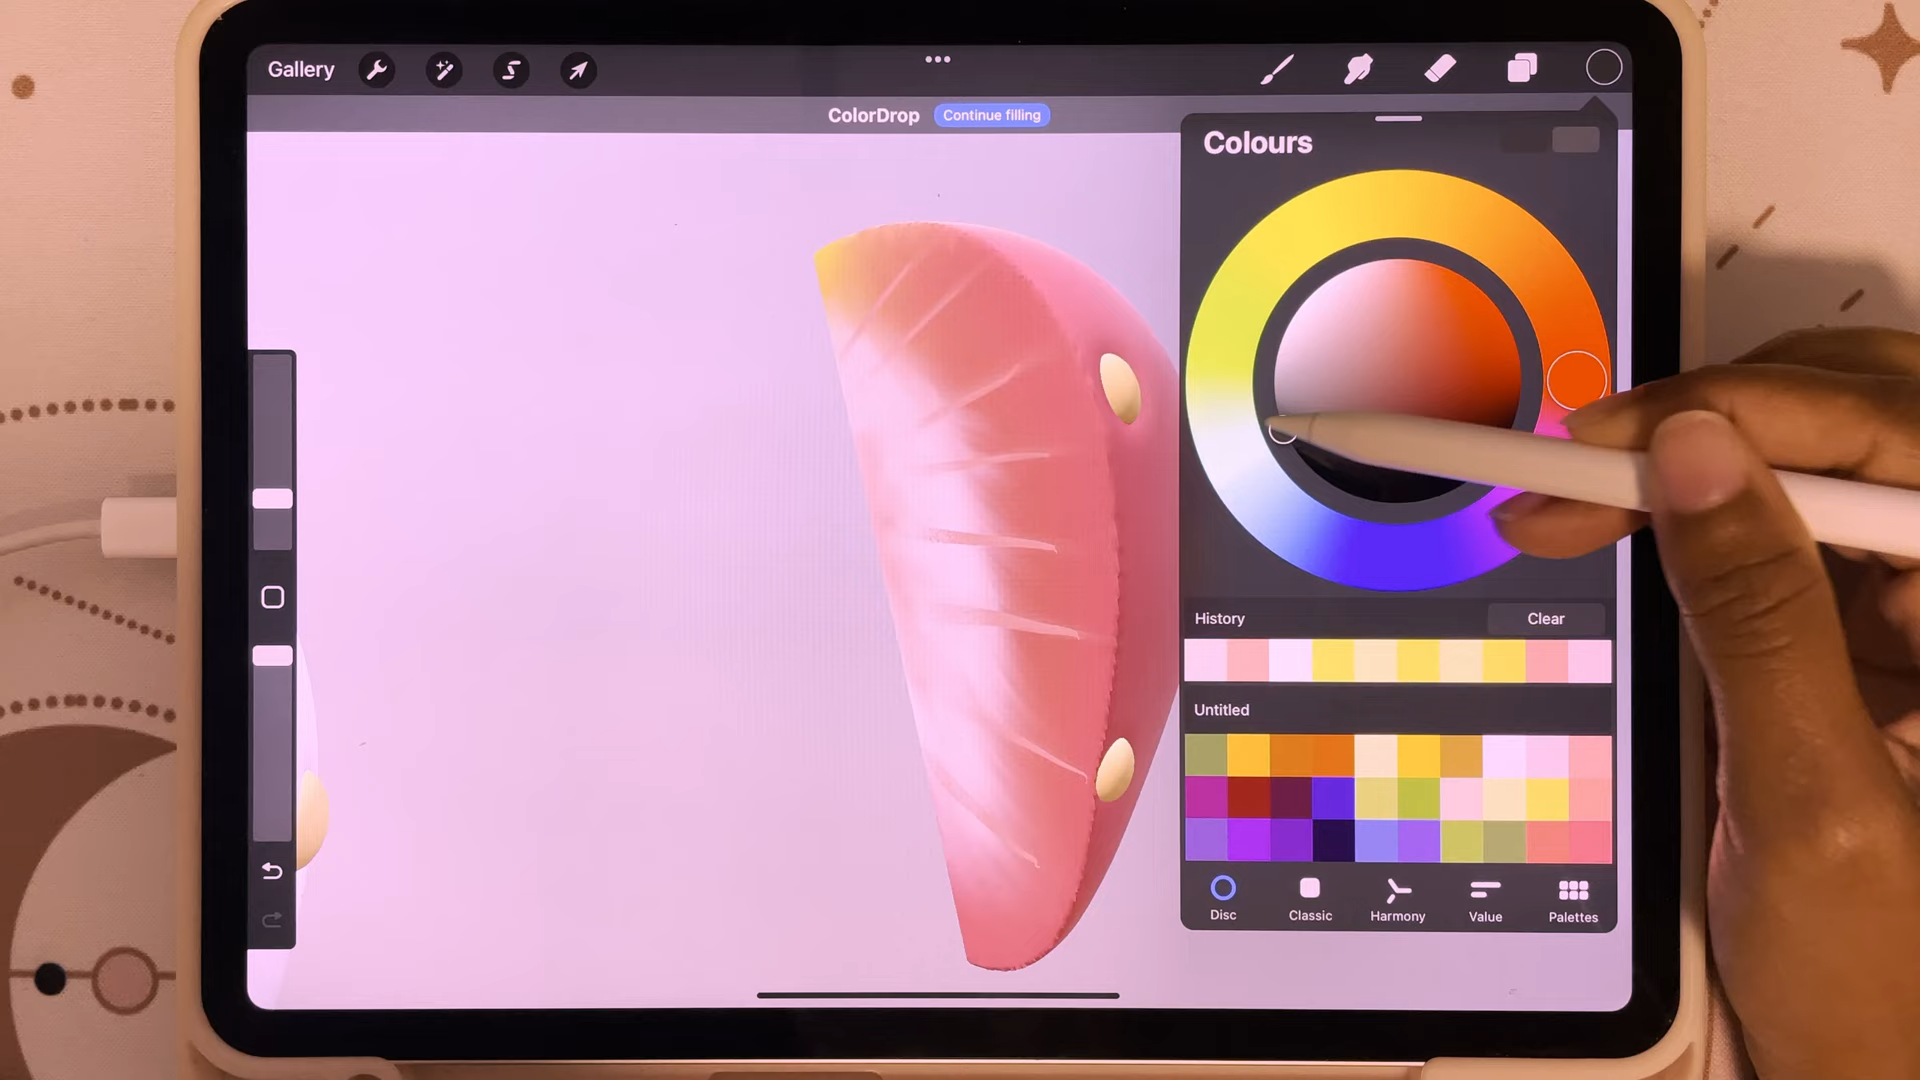 Gallery
ColorDrop Continue filling
Colours
History Clear
Untitled
Disc Classic Harmony Value Palettes